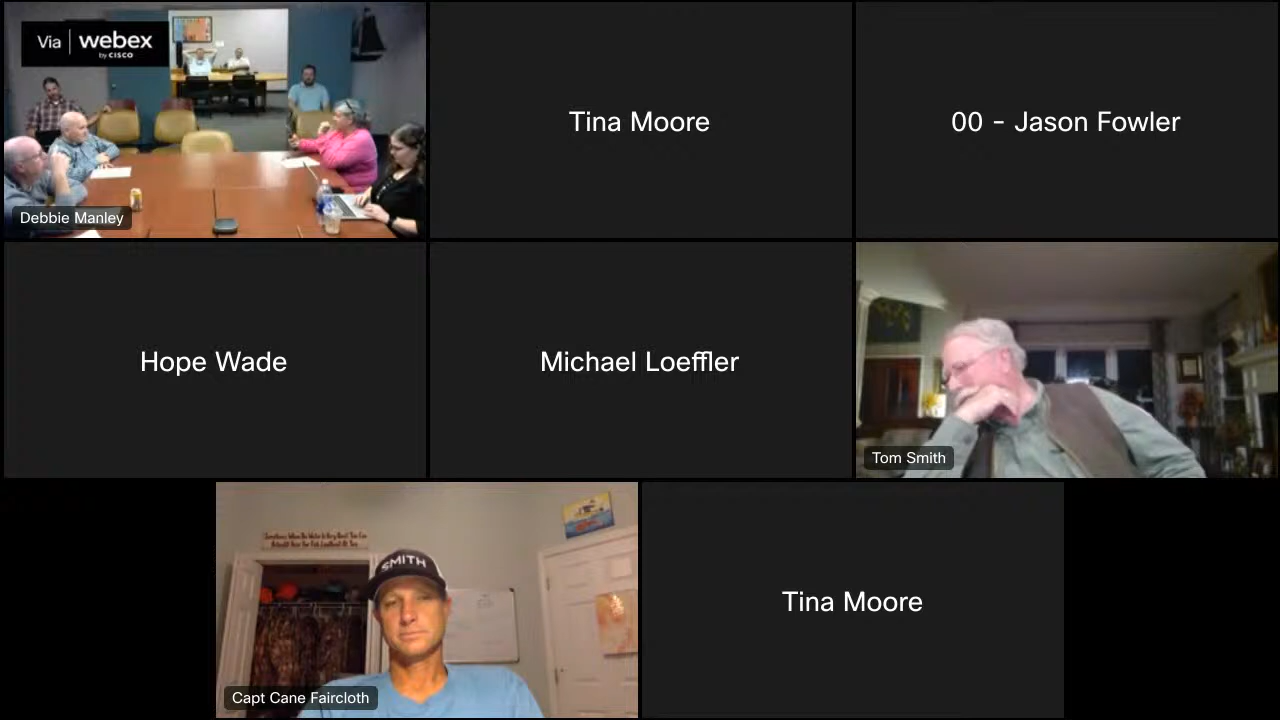 Via | webex
by CISCO
Debbie Manley
Tina Moore
00 - Jason Fowler
Hope Wade
Michael Loeffler
Tom Smith
SMITH
Capt Cane Faircloth
Tina Moore